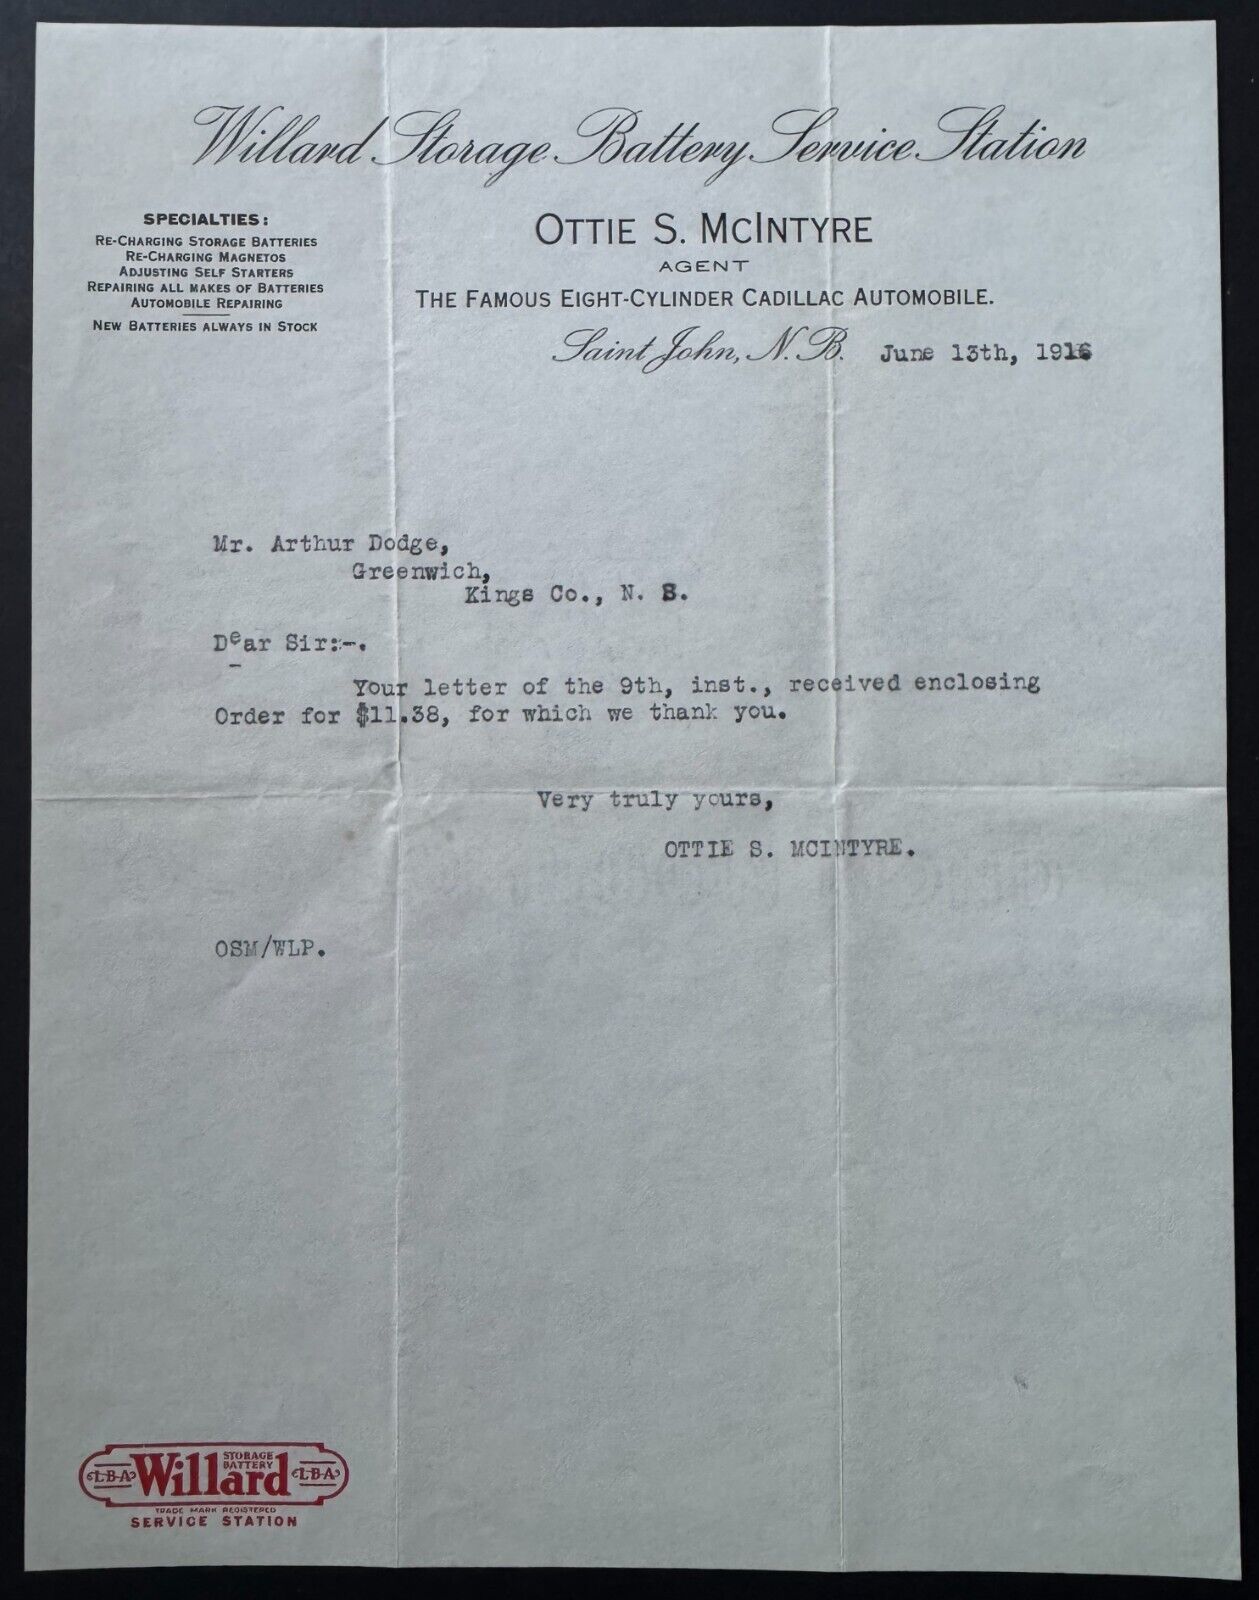 Willard Storage Battery Service Station
SPECIALTIES:
RE-CHARGING STORAGE BATTERIES
RE-CHARGING MAGNETOS
ADJUSTING SELF STARTERS
REPAIRING ALL MAKES OF BATTERIES
AUTOMOBILE REPAIRING
NEW BATTERIES ALWAYS IN STOCK
OTTIE S. MCINTYRE
AGENT
THE FAMOUS EIGHT-CYLINDER CADILLAC AUTOMOBILE.
Saint John, N. B. June 13th, 1916
Mr. Arthur Dodge,
Greenwich,
Kings Co., N. S.
Dear Sir:-.
Your letter of the 9th, inst., received enclosing
Order for $11.38, for which we thank you.
Very truly yours,
OTTIE S. MCINTYRE.
OSM/WLP.
L-B-A Willard STORAGE BATTERY L-B-A
TRADE MARK REGISTERED
SERVICE STATION